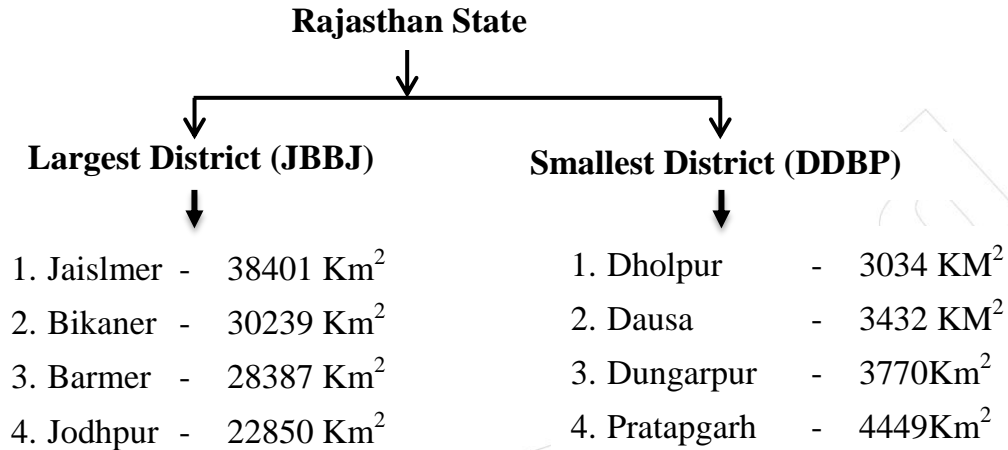 Rajasthan State
Largest District (JBBJ)
1. Jaislmer - 38401 Km²
2. Bikaner - 30239 Km²
3. Barmer - 28387 Km²
4. Jodhpur - 22850 Km²
Smallest District (DDBP)
1. Dholpur - 3034 KM²
2. Dausa - 3432 KM²
3. Dungarpur - 3770Km²
4. Pratapgarh - 4449Km²